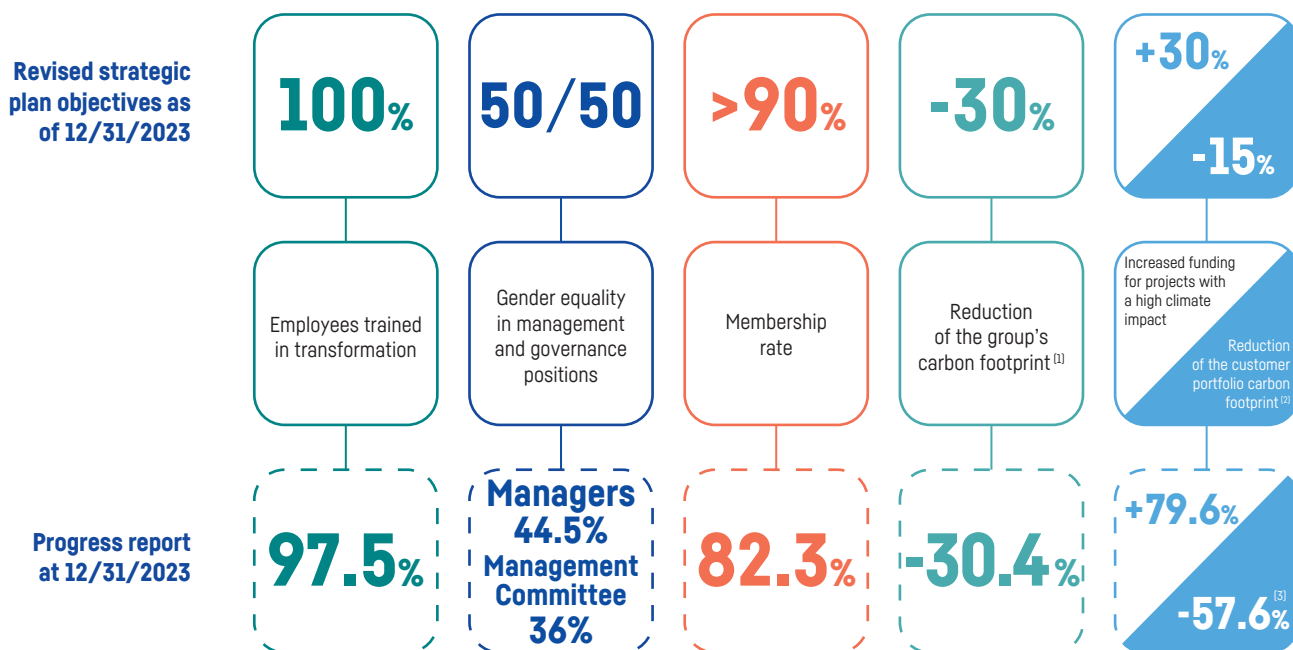 Revised strategic
plan objectives as
of 12/31/2023
100%
50/50
>90%
-30%
+30%
-15%
Employees trained
in transformation
Gender equality
in management
and governance
positions
Membership
rate
Reduction
of the group's
carbon footprint (1)
Increased funding
for projects with
a high climate
impact
Reduction
of the customer
portfolio carbon
footprint (2)
Progress report
at 12/31/2023
97.5%
Managers
44.5%
Management
Committee
36%
82.3%
-30.4%
+79.6%
-57.6% (3)